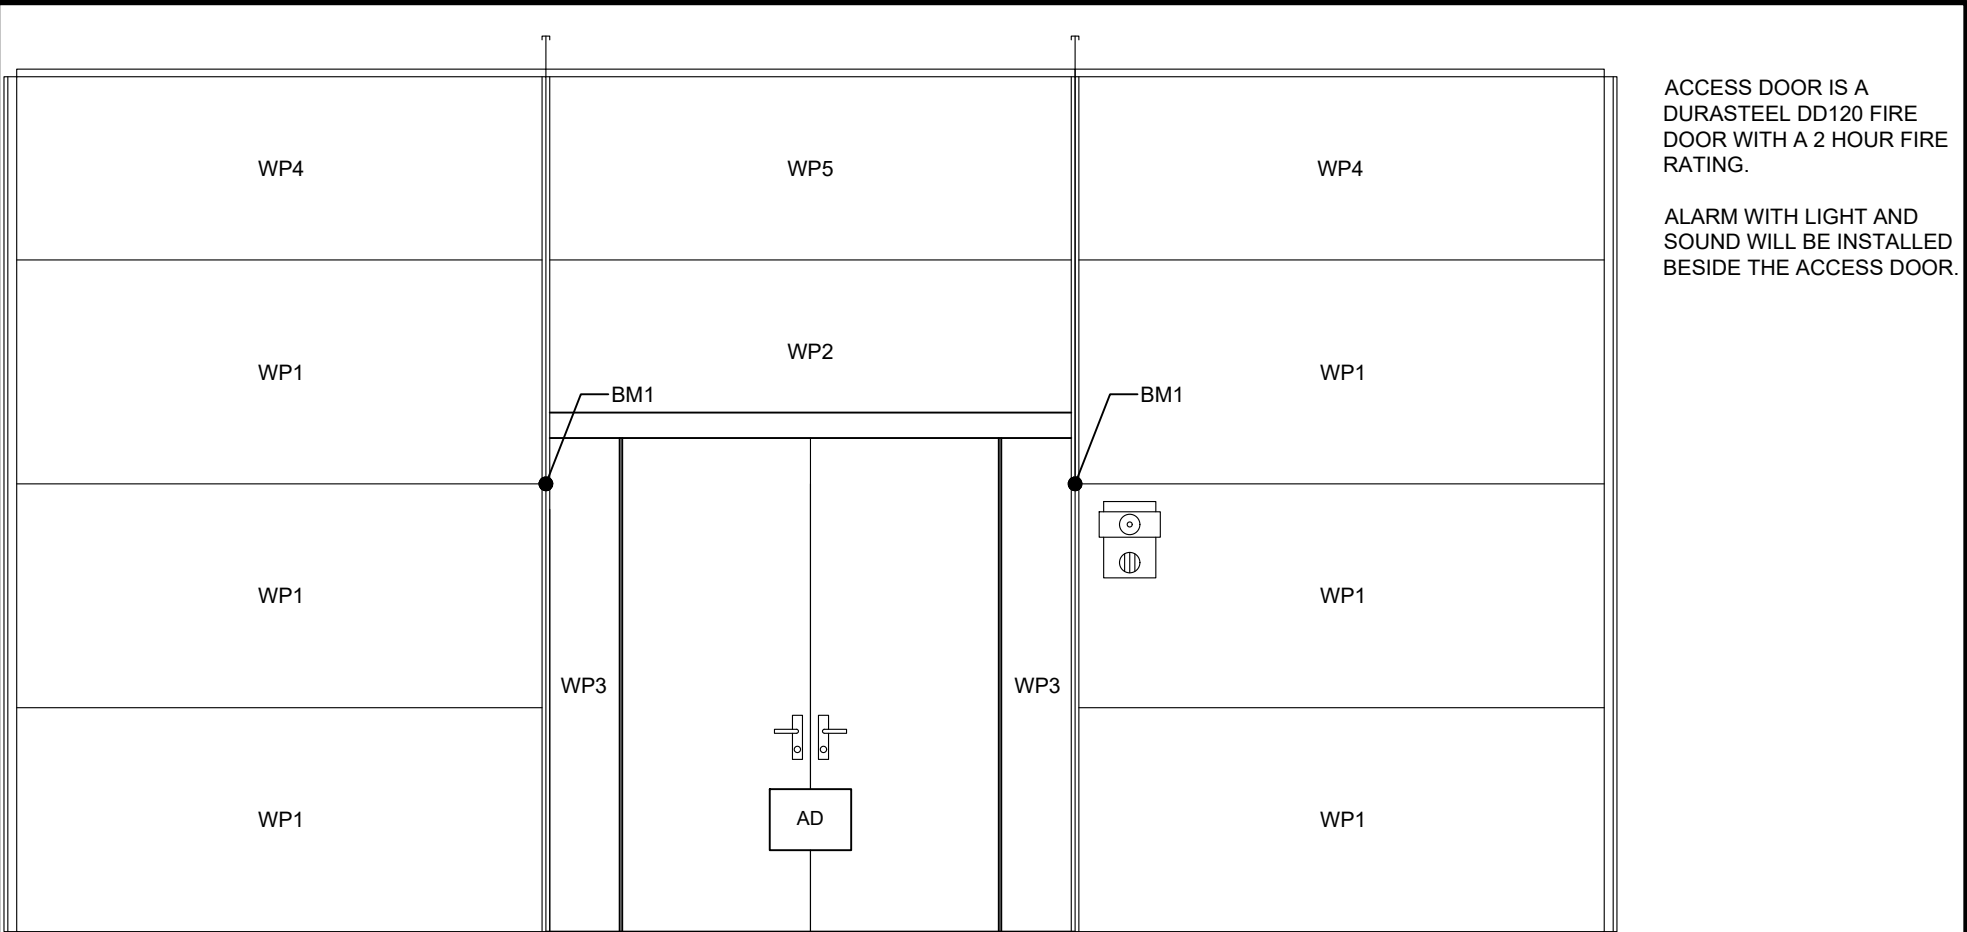 ACCESS DOOR IS A
DURASTEEL DD120 FIRE
DOOR WITH A 2 HOUR FIRE
RATING.
ALARM WITH LIGHT AND
SOUND WILL BE INSTALLED
BESIDE THE ACCESS DOOR.
WP4
WP5
WP4
WP2
WP1
WP1
BM1
BM1
WP1
WP1
WP3
WP3
AD
WP1
WP1